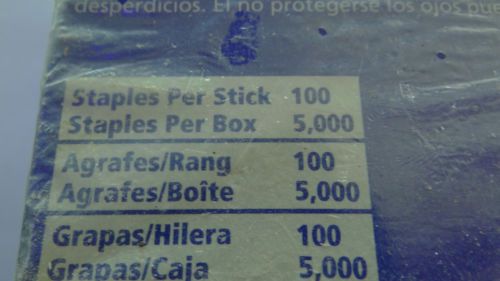 desperdicios. El no protegerse los ojos pue
Staples Per Stick 100
Staples Per Box 5,000
Agrafes/Rang 100
Agrafes/Boîte 5,000
Grapas/Hilera 100
Grapas/Caja 5,000